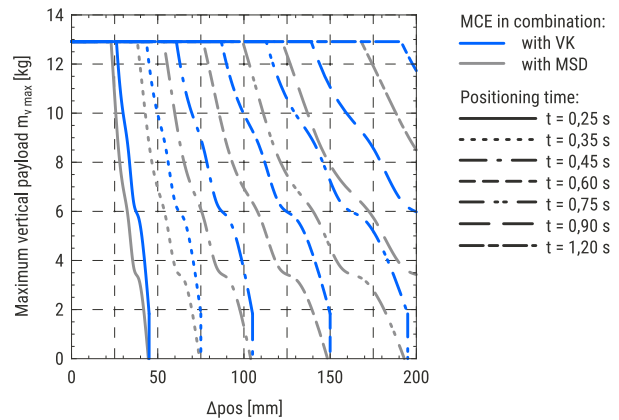 14
12
10
8
6
4
2
0
Maximum vertical payload mv max [kg]
0 50 100 150 200
Δpos [mm]
MCE in combination:
with VK
with MSD
Positioning time:
t = 0,25 s
t = 0,35 s
t = 0,45 s
t = 0,60 s
t = 0,75 s
t = 0,90 s
t = 1,20 s